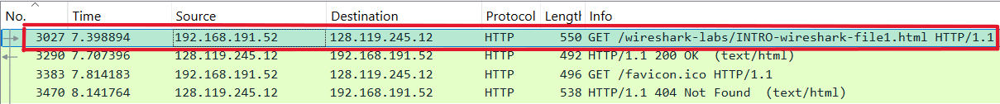 No. Time Source Destination Protocol Length Info
3027 7.398894 192.168.191.52 128.119.245.12 HTTP 550 GET /wireshark-labs/INTRO-wireshark-file1.html HTTP/1.1
3290 7.707396 128.119.245.12 192.168.191.52 HTTP 492 HTTP/1.1 200 OK (text/html)
3383 7.814183 192.168.191.52 128.119.245.12 HTTP 496 GET /favicon.ico HTTP/1.1
3470 8.141764 128.119.245.12 192.168.191.52 HTTP 538 HTTP/1.1 404 Not Found (text/html)